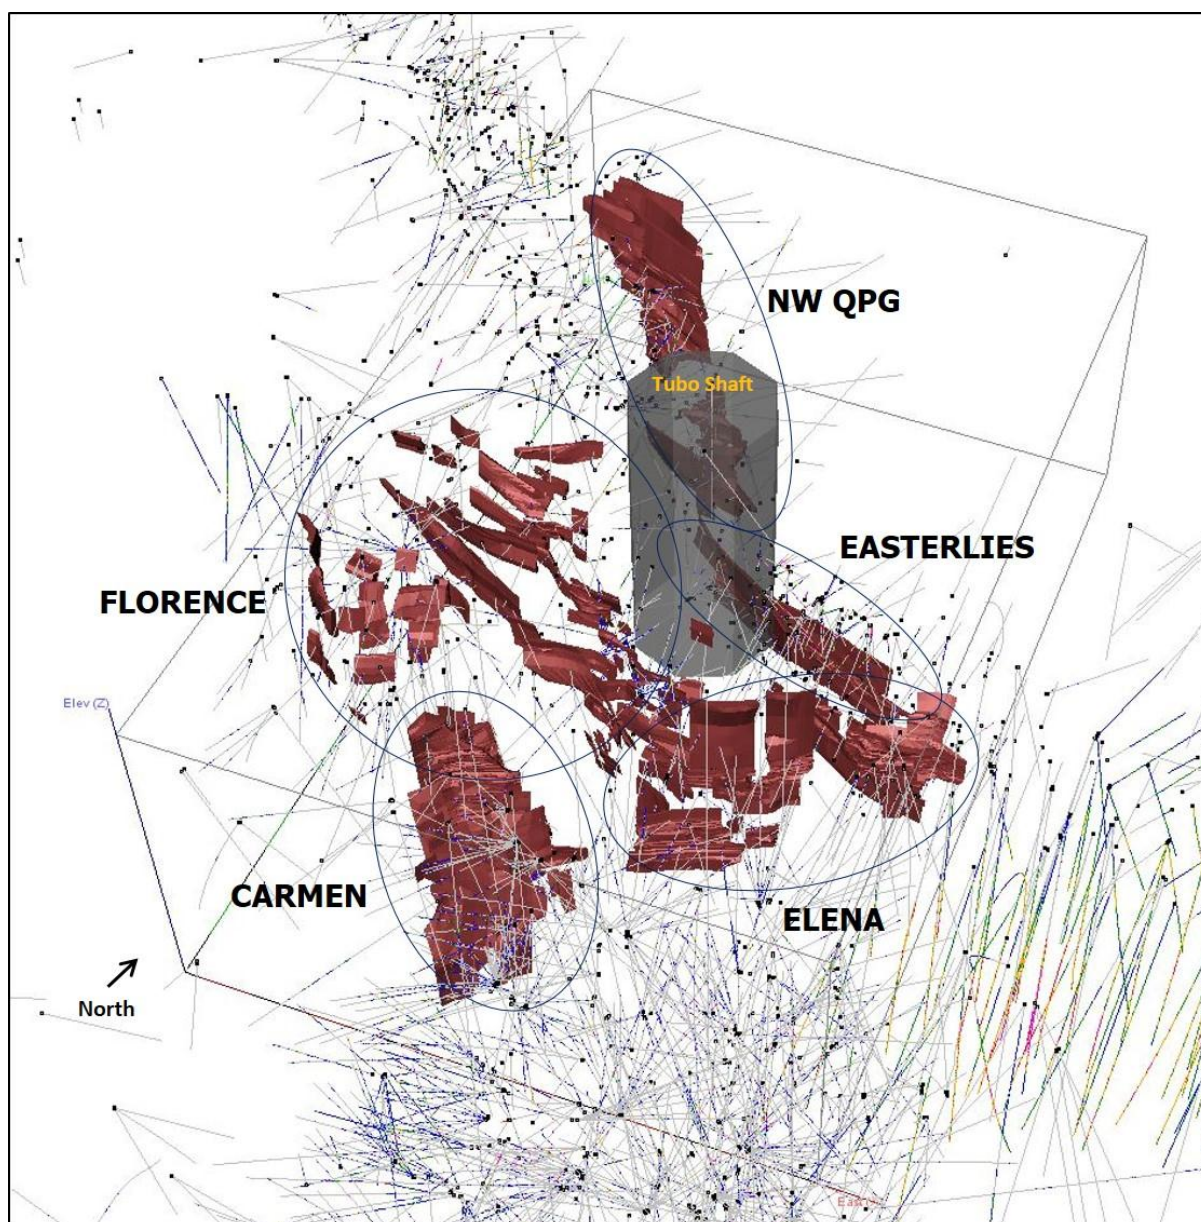 NW QPG
Tubo Shaft
EASTERLIES
FLORENCE
Elev (Z)
CARMEN
ELENA
North